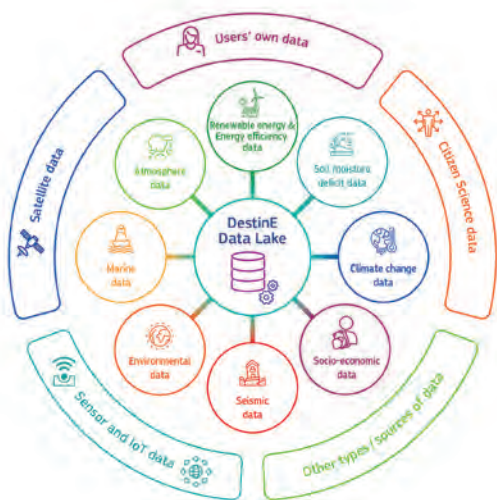 Users' own data
Satellite data
Citizen Science data
Renewable energy &
Energy efficiency
data
Atmosphere
data
Soil moisture
deficit data
DestinE
Data Lake
Marine
data
Climate change
data
Environmental
data
Socio-economic
data
Seismic
data
Sensor and IoT data
Other types / sources of data